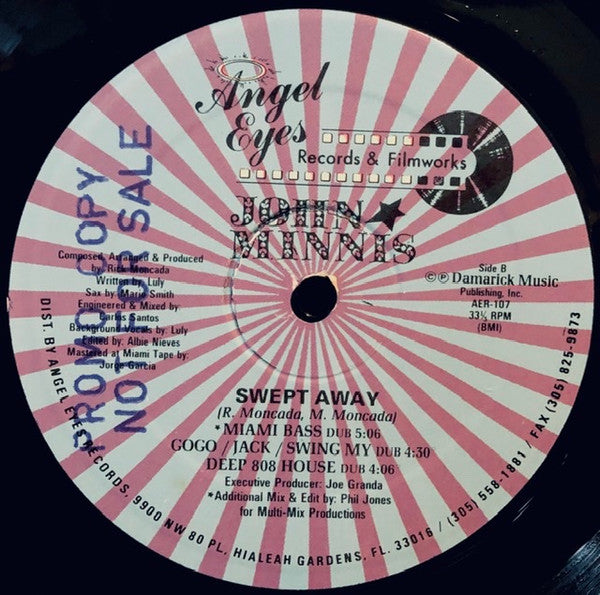 Angel
Eyes
Records & Filmworks
JOHN
MINNIS
PROMO COPY
NOT FOR SALE
Composed, Arranged & Produced
by: Rick Moncada
Written by: Luly
Sax by: Mario Smith
Engineered & Mixed by:
Carlos Santos
Background Vocals by: Luly
Edited by: Albie Nieves
Mastered at Miami Tape by:
Jorge Garcia
Side B
©℗ Damarick Music
Publishing, Inc.
AER-107
33⅓ RPM
(BMI)
SWEPT AWAY
(R. Moncada, M. Moncada)
*MIAMI BASS DUB 5:06
GOGO / JACK / SWING MY DUB 4:30
DEEP 808 HOUSE DUB 4:06
Executive Producer: Joe Granda
*Additional Mix & Edit by: Phil Jones
for Multi-Mix Productions
DIST. BY ANGEL EYES RECORDS, 9900 NW 80 PL, HIALEAH GARDENS, FL. 33016 / (305) 558-1881 / FAX (305) 825-9873